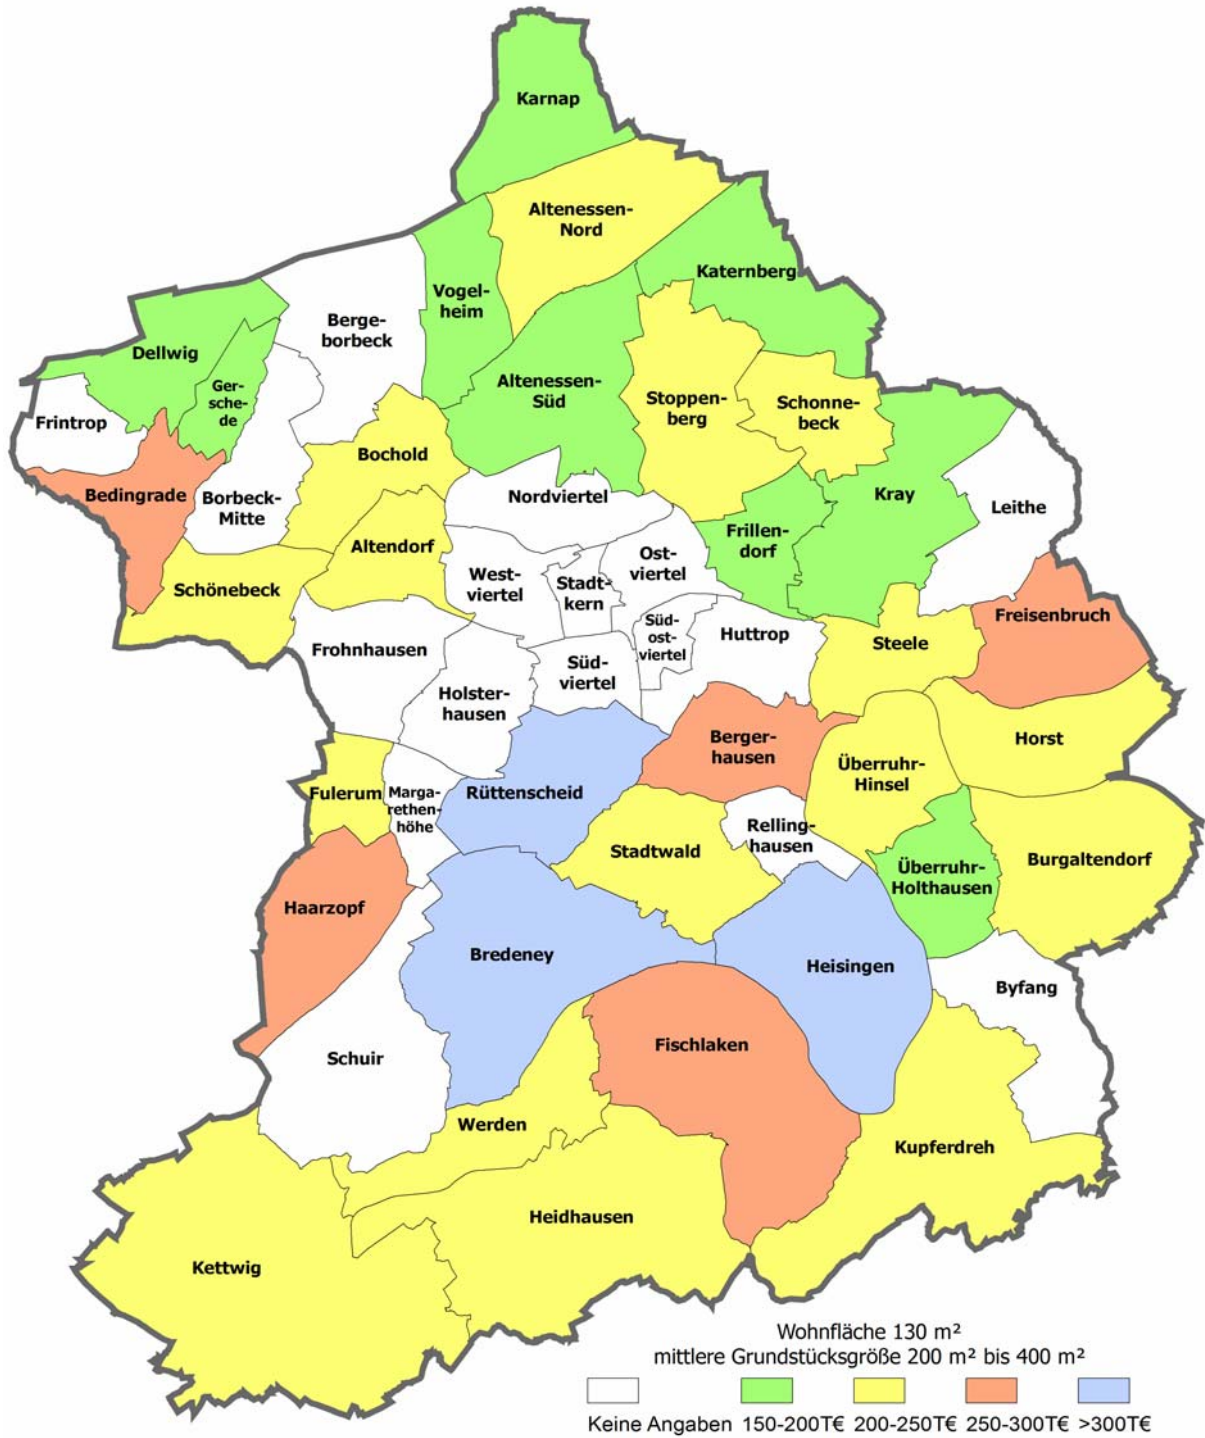 Karnap
Altenessen-
Nord
Katernberg
Vogel-
heim
Berge-
borbeck
Dellwig
Ger-
sche-
de
Altenessen-
Süd
Stoppen-
berg
Schonne-
beck
Frintrop
Bochold
Bedingrade
Borbeck-
Mitte
Nordviertel
Kray
Leithe
Altendorf
Frillen-
dorf
Ost-
viertel
West-
viertel
Stadt-
kern
Schönebeck
Freisenbruch
Süd-
ost-
viertel
Huttrop
Steele
Frohnhausen
Süd-
viertel
Holster-
hausen
Berger-
hausen
Horst
Überruhr-
Hinsel
Fulerum
Marga-
rethen-
höhe
Rüttenscheid
Relling-
hausen
Stadtwald
Burgaltendorf
Überruhr-
Holthausen
Haarzopf
Bredeney
Heisingen
Byfang
Fischlaken
Schuir
Werden
Kupferdreh
Heidhausen
Kettwig
Wohnfläche 130 m²
mittlere Grundstücksgröße 200 m² bis 400 m²
Keine Angaben 150-200T€ 200-250T€ 250-300T€ >300T€